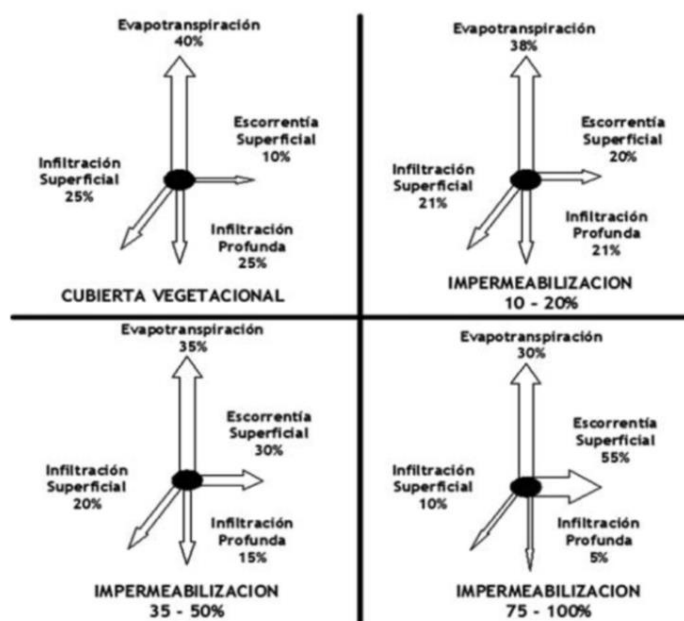 Evapotranspiración
40%
Escorrentía
Superficial
10%
Infiltración
Superficial
25%
Infiltración
Profunda
25%
CUBIERTA VEGETACIONAL
Evapotranspiración
38%
Escorrentía
Superficial
20%
Infiltración
Superficial
21%
Infiltración
Profunda
21%
IMPERMEABILIZACION
10 - 20%
Evapotranspiración
35%
Escorrentía
Superficial
30%
Infiltración
Superficial
20%
Infiltración
Profunda
15%
IMPERMEABILIZACION
35 - 50%
Evapotranspiración
30%
Escorrentía
Superficial
55%
Infiltración
Superficial
10%
Infiltración
Profunda
5%
IMPERMEABILIZACION
75 - 100%